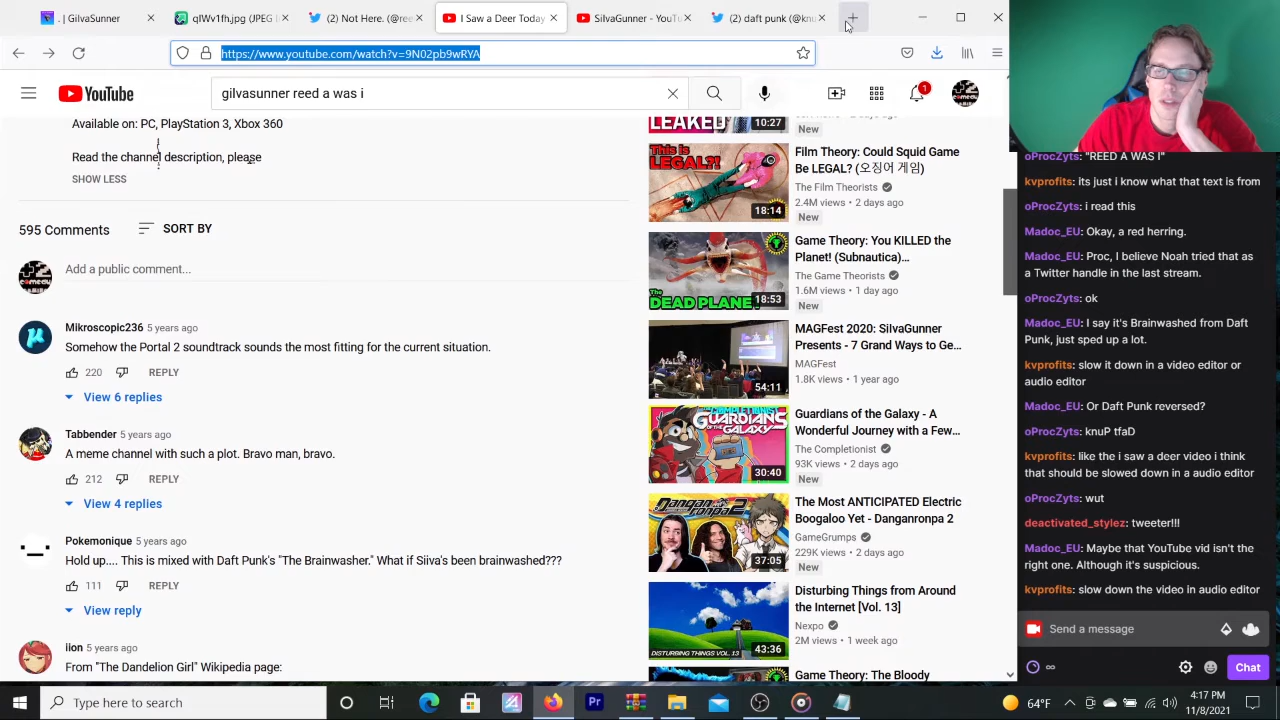 . | GilvaSunner
qIWv1fh.jpg (JPEG I
(2) Not Here. (@ree
I Saw a Deer Today
SiIvaGunner - YouTu
(2) daft punk (@knu
https://www.youtube.com/watch?v=9N02pb9wRYA
YouTube
gilvasunner reed a was i
1
Available on: PC, PlayStation 3, Xbox 360
Read the channel description, please
SHOW LESS
595 Comments
SORT BY
Add a public comment...
Mikroscopic236 5 years ago
Somehow the Portal 2 soundtrack sounds the most fitting for the current situation.
220 REPLY
View 6 replies
Tabbender 5 years ago
A meme channel with such a plot. Bravo man, bravo.
212 REPLY
View 4 replies
Pokemonique 5 years ago
Hold up.... This is mixed with Daft Punk's "The Brainwasher." What if Siiva's been brainwashed???
111 REPLY
View reply
5 years ago
From "The Dandelion Girl" Wikipedia page:
LEAKED
10:27
New
This is
LEGAL?!
18:14
Film Theory: Could Squid Game
Be LEGAL? (오징어 게임)
The Film Theorists
2.4M views • 2 days ago
New
The
DEAD PLANET
18:53
Game Theory: You KILLED the
Planet! (Subnautica)...
The Game Theorists
1.6M views • 1 day ago
New
54:11
MAGFest 2020: SiIvaGunner
Presents - 7 Grand Ways to Ge...
MAGFest
1.8K views • 1 year ago
THE COMPLETIONIST
GUARDIANS
OF THE
GALAXY
30:40
Guardians of the Galaxy - A
Wonderful Journey with a Few...
The Completionist
93K views • 2 days ago
New
DanganRonpa 2
37:05
The Most ANTICIPATED Electric
Boogaloo Yet - Danganronpa 2
GameGrumps
229K views • 2 days ago
New
DISTURBING THINGS VOL. 13
43:36
Disturbing Things from Around
the Internet [Vol. 13]
Nexpo
2M views • 1 week ago
Game Theory: The Bloody
oProcZyts: "REED A WAS I"
kvprofits: its just i know what that text is from
oProcZyts: i read this
Madoc_EU: Okay, a red herring.
Madoc_EU: Proc, I believe Noah tried that as
a Twitter handle in the last stream.
oProcZyts: ok
Madoc_EU: I say it's Brainwashed from Daft
Punk, just sped up a lot.
kvprofits: slow it down in a video editor or
audio editor
Madoc_EU: Or Daft Punk reversed?
oProcZyts: knuP tfaD
kvprofits: like the i saw a deer video i think
that should be slowed down in a audio editor
oProcZyts: wut
deactivated_stylez: tweeter!!!
Madoc_EU: Maybe that YouTube vid isn't the
right one. Although it's suspicious.
kvprofits: slow down the video in audio editor
Send a message
∞
Chat
Type here to search
Pr
64°F
4:17 PM
11/8/2021